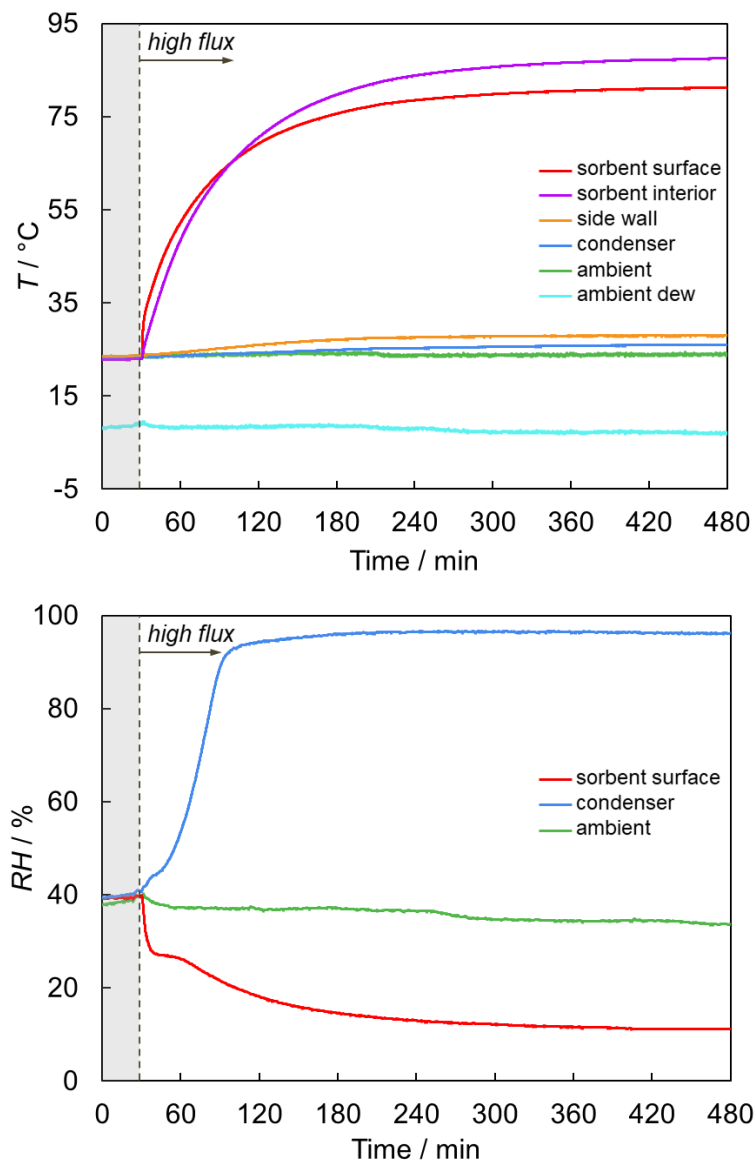 95
75
55
35
15
-5
T / °C
high flux
sorbent surface
sorbent interior
side wall
condenser
ambient
ambient dew
0 60 120 180 240 300 360 420 480
Time / min
100
80
60
40
20
0
RH / %
high flux
sorbent surface
condenser
ambient
0 60 120 180 240 300 360 420 480
Time / min